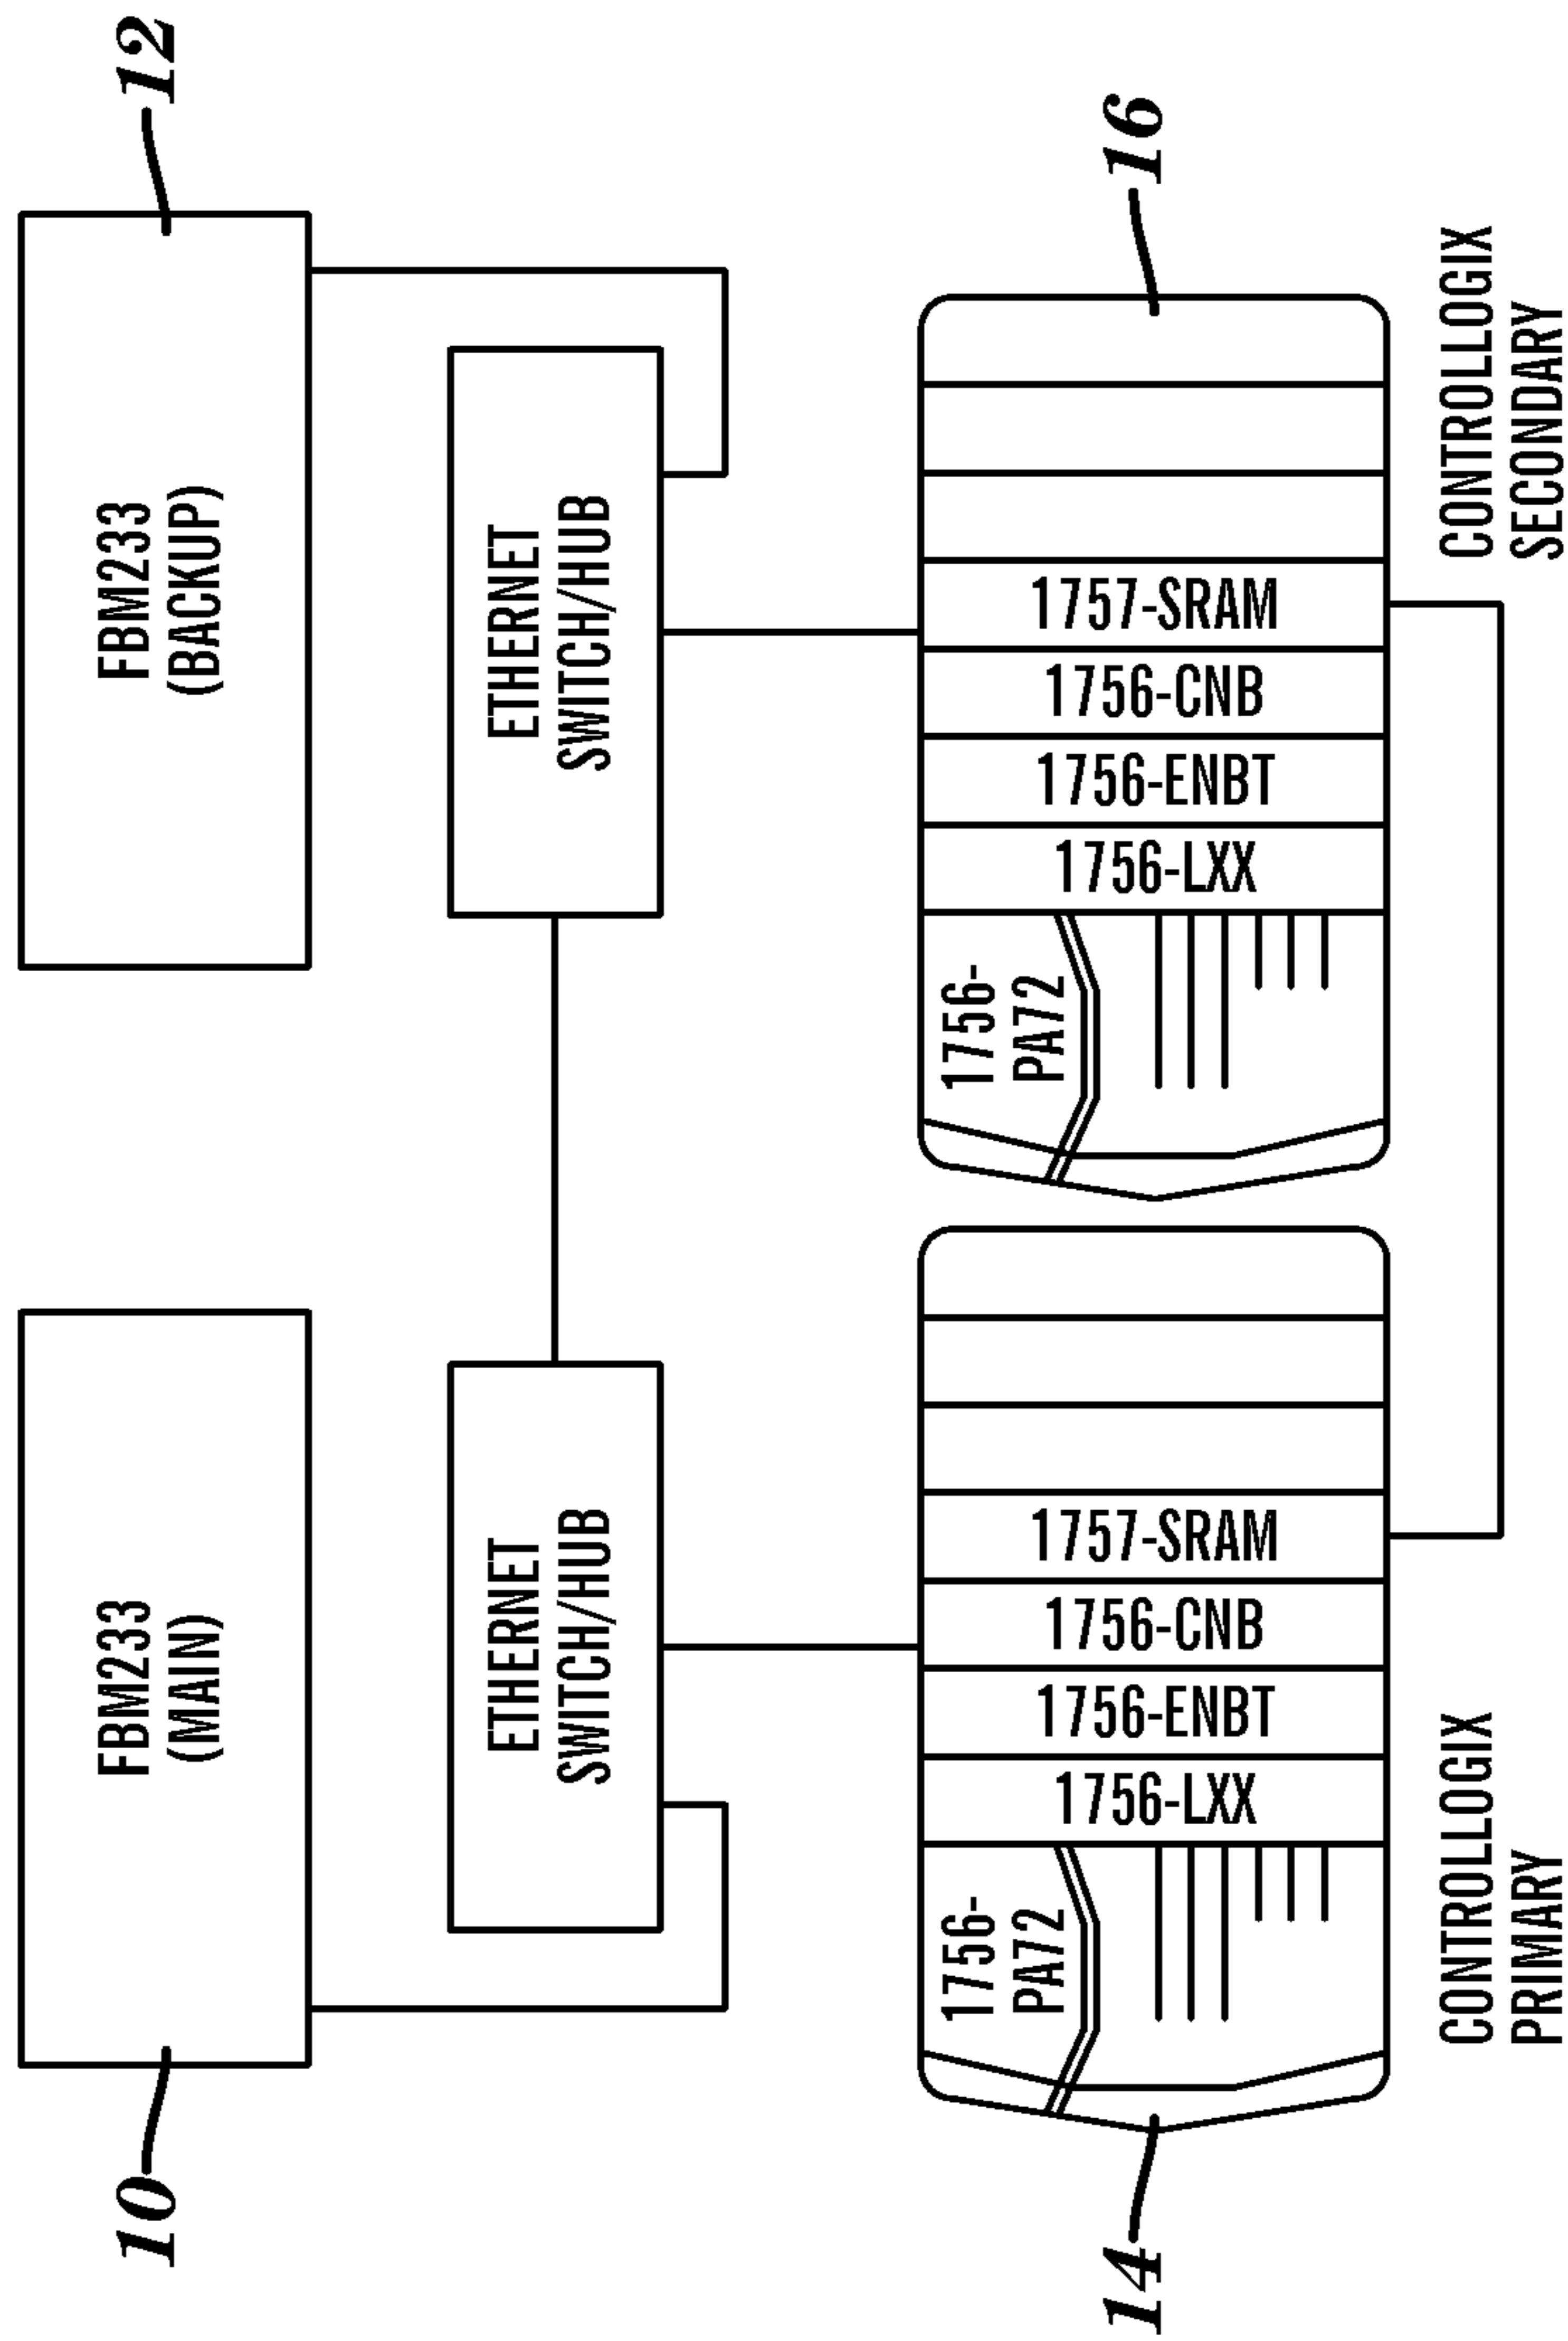 10
FBM233
(MAIN)
FBM233
(BACKUP)
12
ETHERNET
SWITCH/HUB
ETHERNET
SWITCH/HUB
14
1756-
PA72
1756-LXX
1756-ENBT
1756-CNB
1757-SRAM
1756-
PA72
1756-LXX
1756-ENBT
1756-CNB
1757-SRAM
16
CONTROLLOGIX
PRIMARY
CONTROLLOGIX
SECONDARY